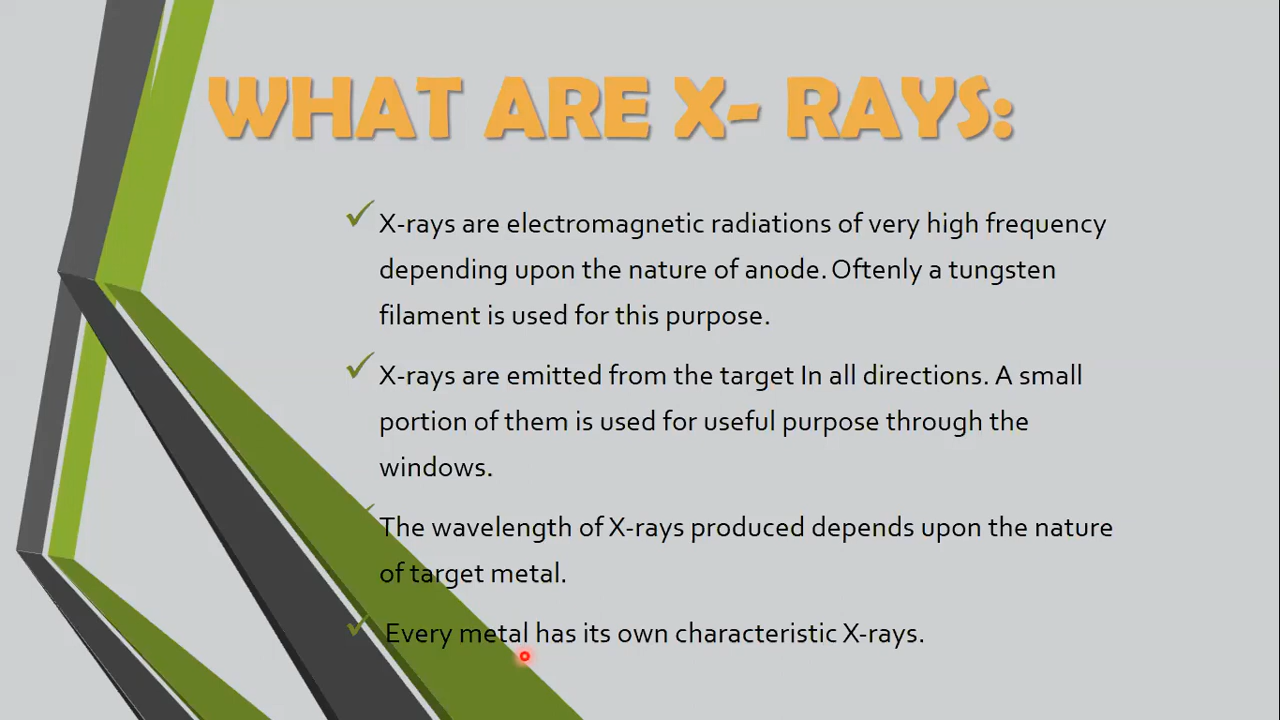 WHAT ARE X- RAYS:
X-rays are electromagnetic radiations of very high frequency
depending upon the nature of anode. Oftenly a tungsten
filament is used for this purpose.
X-rays are emitted from the target In all directions. A small
portion of them is used for useful purpose through the
windows.
The wavelength of X-rays produced depends upon the nature
of target metal.
Every metal has its own characteristic X-rays.